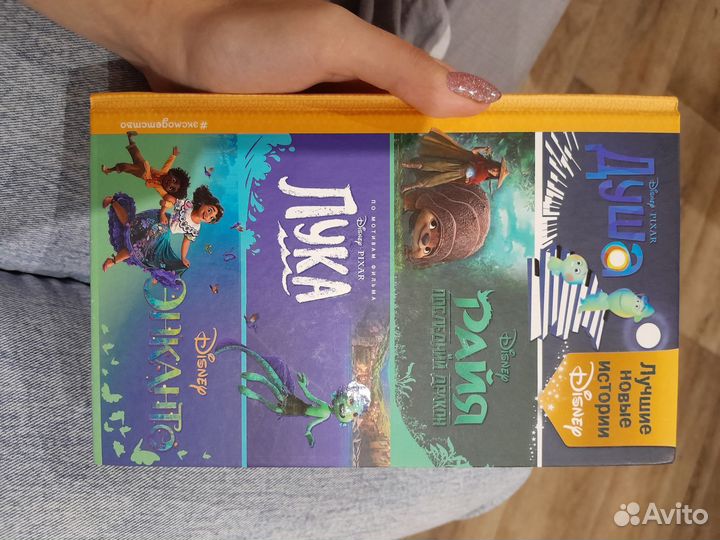 Disney PIXAR
Душа
Лучшие
новые
истории
Disney
Disney
РАЙЯ
ПОСЛЕДНИЙ ДРАКОН
ПО МОТИВАМ ФИЛЬМА
Disney PIXAR
ЛУКА
Disney
ЭНКАНТО
#эксмодетство
Avito